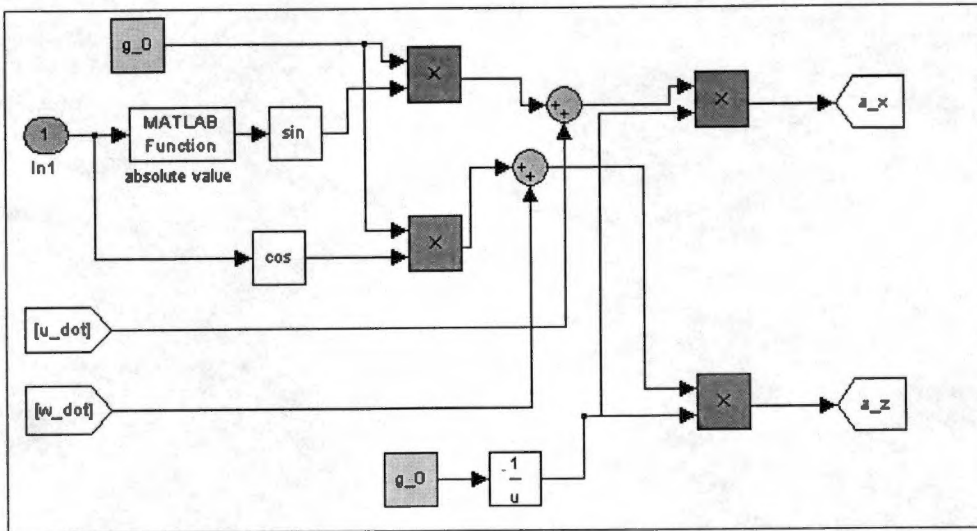 g_0
×
+
+
×
a_x
1
MATLAB
Function
sin
In1
absolute value
+
+
×
cos
[u_dot]
[w_dot]
×
a_z
g_0
1
u